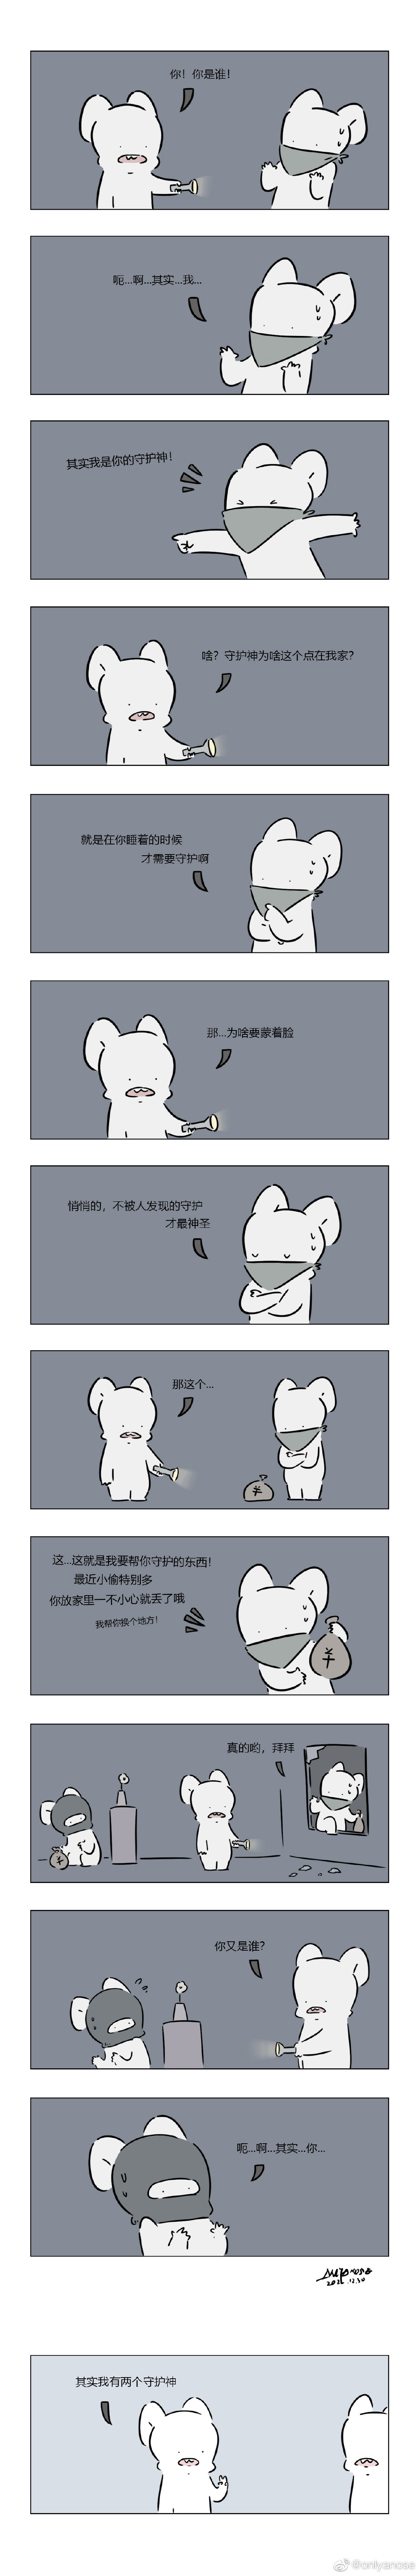 你！你是谁！
呃...啊...其实...我...
其实我是你的守护神！
啥？守护神为啥这个点在我家？
就是在你睡着的时候
才需要守护啊
那...为啥要蒙着脸
悄悄的，不被人发现的守护
才最神圣
那这个...
¥
这...这就是我要帮你守护的东西！
最近小偷特别多
你放家里一不小心就丢了哦
我帮你换个地方！
¥
真的哟，拜拜
¥
你又是谁？
呃...啊...其实...你...
其实我有两个守护神
@onlyanose